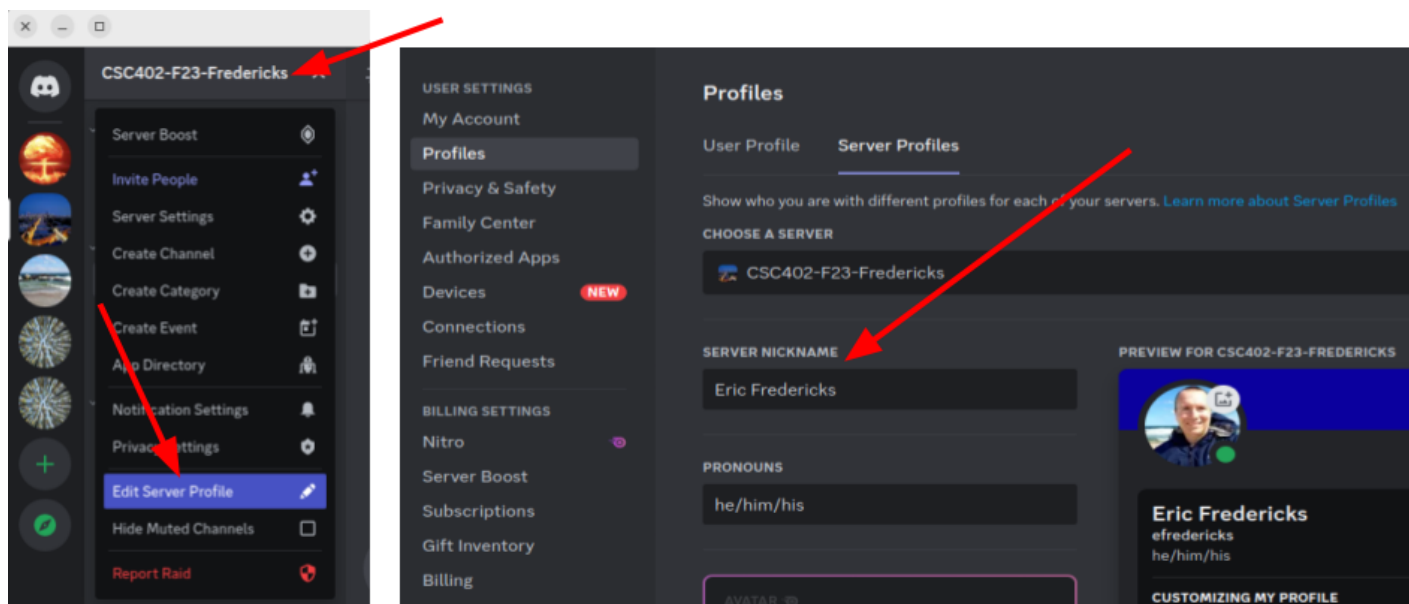 CSC402-F23-Fredericks
Server Boost
Invite People
Server Settings
Create Channel
Create Category
Create Event
App Directory
Notification Settings
Privacy Settings
Edit Server Profile
Hide Muted Channels
Report Raid
USER SETTINGS
My Account
Profiles
Privacy & Safety
Family Center
Authorized Apps
Devices NEW
Connections
Friend Requests
BILLING SETTINGS
Nitro
Server Boost
Subscriptions
Gift Inventory
Billing
Profiles
User Profile Server Profiles
Show who you are with different profiles for each of your servers. Learn more about Server Profiles
CHOOSE A SERVER
CSC402-F23-Fredericks
SERVER NICKNAME
Eric Fredericks
PRONOUNS
he/him/his
AVATAR
PREVIEW FOR CSC402-F23-FREDERICKS
Eric Fredericks
efredericks
he/him/his
CUSTOMIZING MY PROFILE